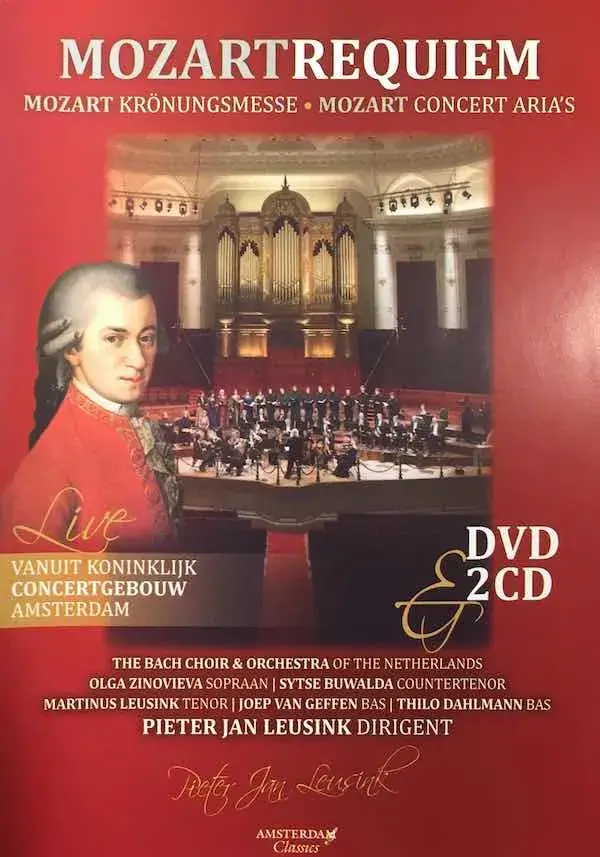 MOZARTREQUIEM
MOZART KRÖNUNGSMESSE • MOZART CONCERT ARIA'S
Live
VANUIT KONINKLIJK
CONCERTGEBOUW
AMSTERDAM
DVD
& 2CD
THE BACH CHOIR & ORCHESTRA OF THE NETHERLANDS
OLGA ZINOVIEVA SOPRAAN | SYTSE BUWALDA COUNTERTENOR
MARTINUS LEUSINK TENOR | JOEP VAN GEFFEN BAS | THILO DAHLMANN BAS
PIETER JAN LEUSINK DIRIGENT
Pieter Jan Leusink
AMSTERDAM
Classics